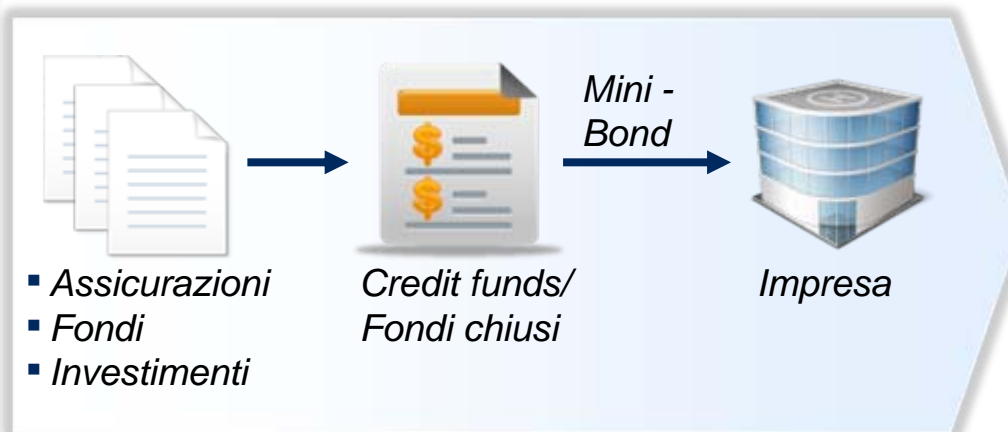 Mini -
Bond
▪ Assicurazioni
▪ Fondi
▪ Investimenti
Credit funds/
Fondi chiusi
Impresa
$
$